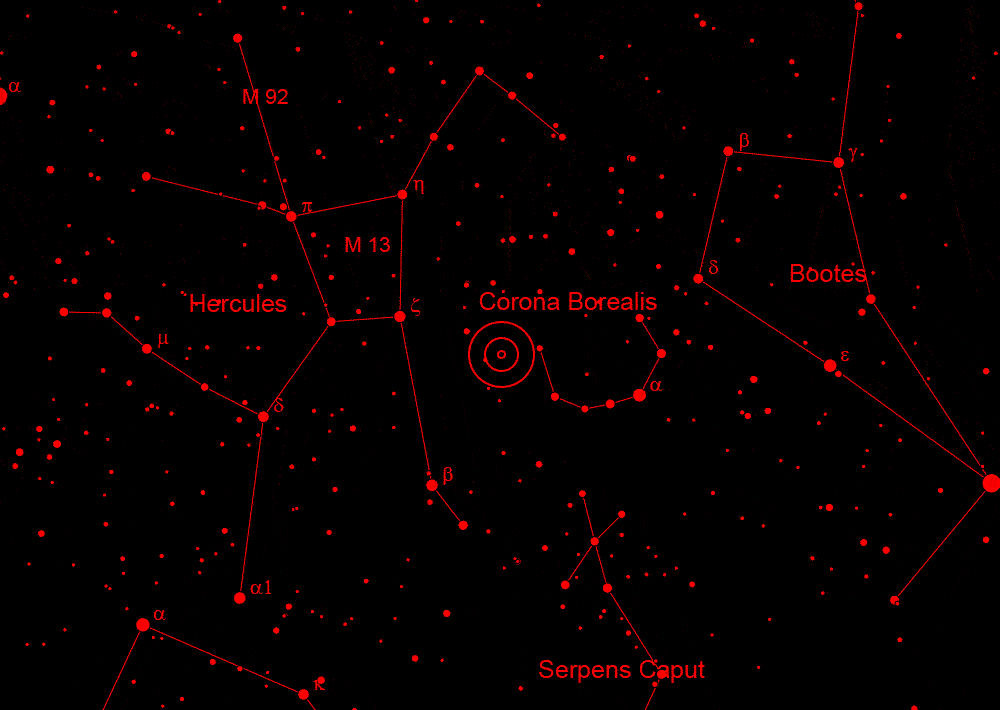 α
M 92
β
γ
η
π
M 13
δ
Bootes
Hercules
Corona Borealis
ζ
μ
ε
α
δ
β
α1
α
Serpens Caput
κ